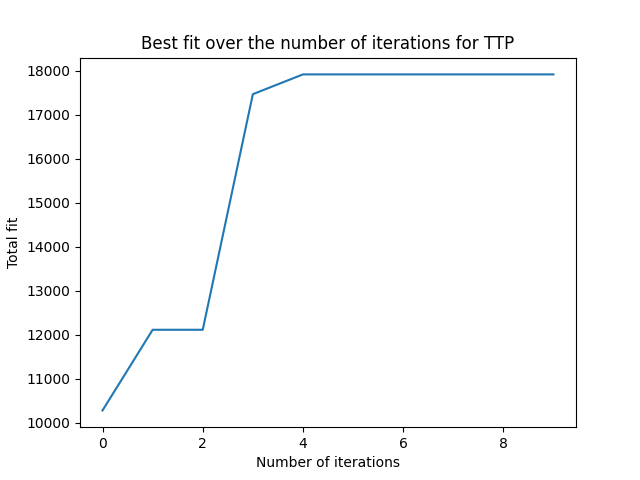 Best fit over the number of iterations for TTP
18000
17000
16000
15000
14000
13000
12000
11000
10000
Total fit
0 2 4 6 8
Number of iterations